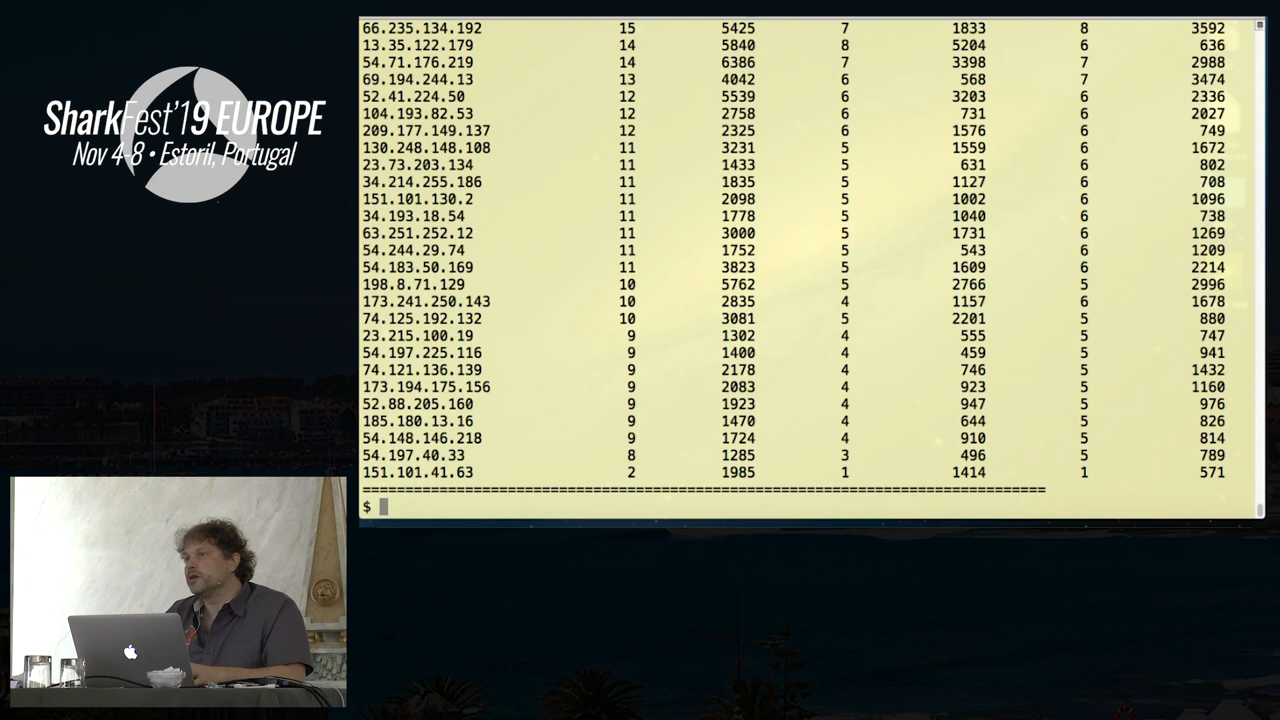 SharkFest'19 EUROPE
Nov 4-8 • Estoril, Portugal
66.235.134.192 15 5425 7 1833 8 3592
13.35.122.179 14 5840 8 5204 6 636
54.71.176.219 14 6386 7 3398 7 2988
69.194.244.13 13 4042 6 568 7 3474
52.41.224.50 12 5539 6 3203 6 2336
104.193.82.53 12 2758 6 731 6 2027
209.177.149.137 12 2325 6 1576 6 749
130.248.148.108 11 3231 5 1559 6 1672
23.73.203.134 11 1433 5 631 6 802
34.214.255.186 11 1835 5 1127 6 708
151.101.130.2 11 2098 5 1002 6 1096
34.193.18.54 11 1778 5 1040 6 738
63.251.252.12 11 3000 5 1731 6 1269
54.244.29.74 11 1752 5 543 6 1209
54.183.50.169 11 3823 5 1609 6 2214
198.8.71.129 10 5762 5 2766 5 2996
173.241.250.143 10 2835 4 1157 6 1678
74.125.192.132 10 3081 5 2201 5 880
23.215.100.19 9 1302 4 555 5 747
54.197.225.116 9 1400 4 459 5 941
74.121.136.139 9 2178 4 746 5 1432
173.194.175.156 9 2083 4 923 5 1160
52.88.205.160 9 1923 4 947 5 976
185.180.13.16 9 1470 4 644 5 826
54.148.146.218 9 1724 4 910 5 814
54.197.40.33 8 1285 3 496 5 789
151.101.41.63 2 1985 1 1414 1 571
================================================================================
$